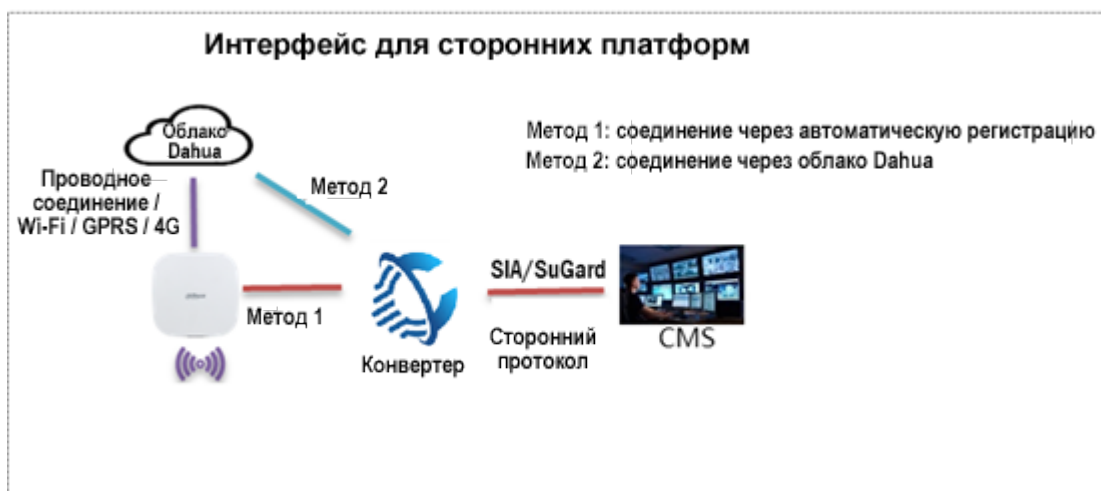 Интерфейс для сторонних платформ
Облако
Dahua
Метод 1: соединение через автоматическую регистрацию
Метод 2: соединение через облако Dahua
Проводное
соединение /
Wi-Fi / GPRS / 4G
Метод 2
Метод 1
Конвертер
SIA/SuGard
Сторонний
протокол
CMS